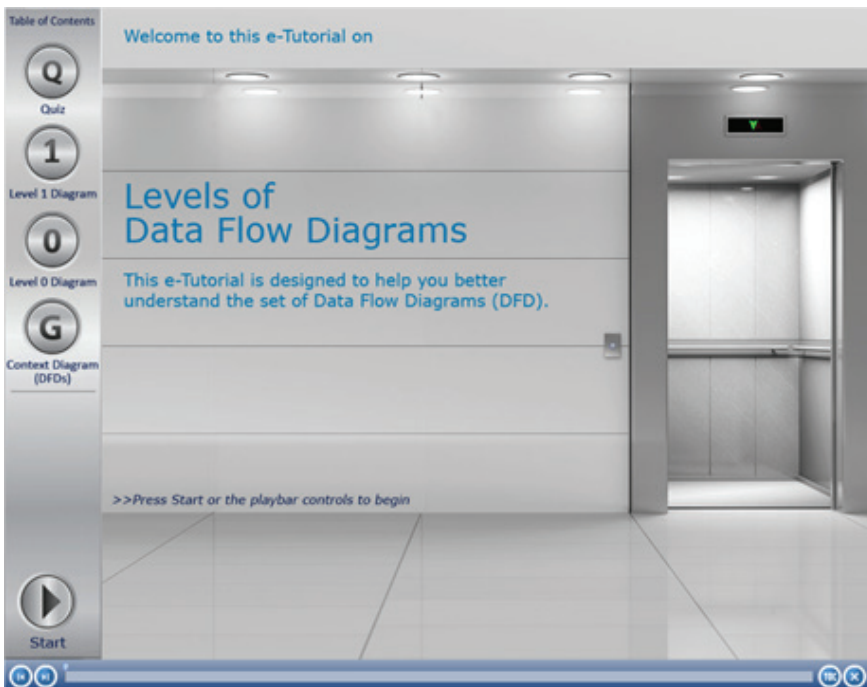 Table of Contents
Q
Quiz
1
Level 1 Diagram
0
Level 0 Diagram
G
Context Diagram
(DFDs)
Start
Welcome to this e-Tutorial on
Levels of
Data Flow Diagrams
This e-Tutorial is designed to help you better
understand the set of Data Flow Diagrams (DFD).
>>Press Start or the playbar controls to begin
TOC